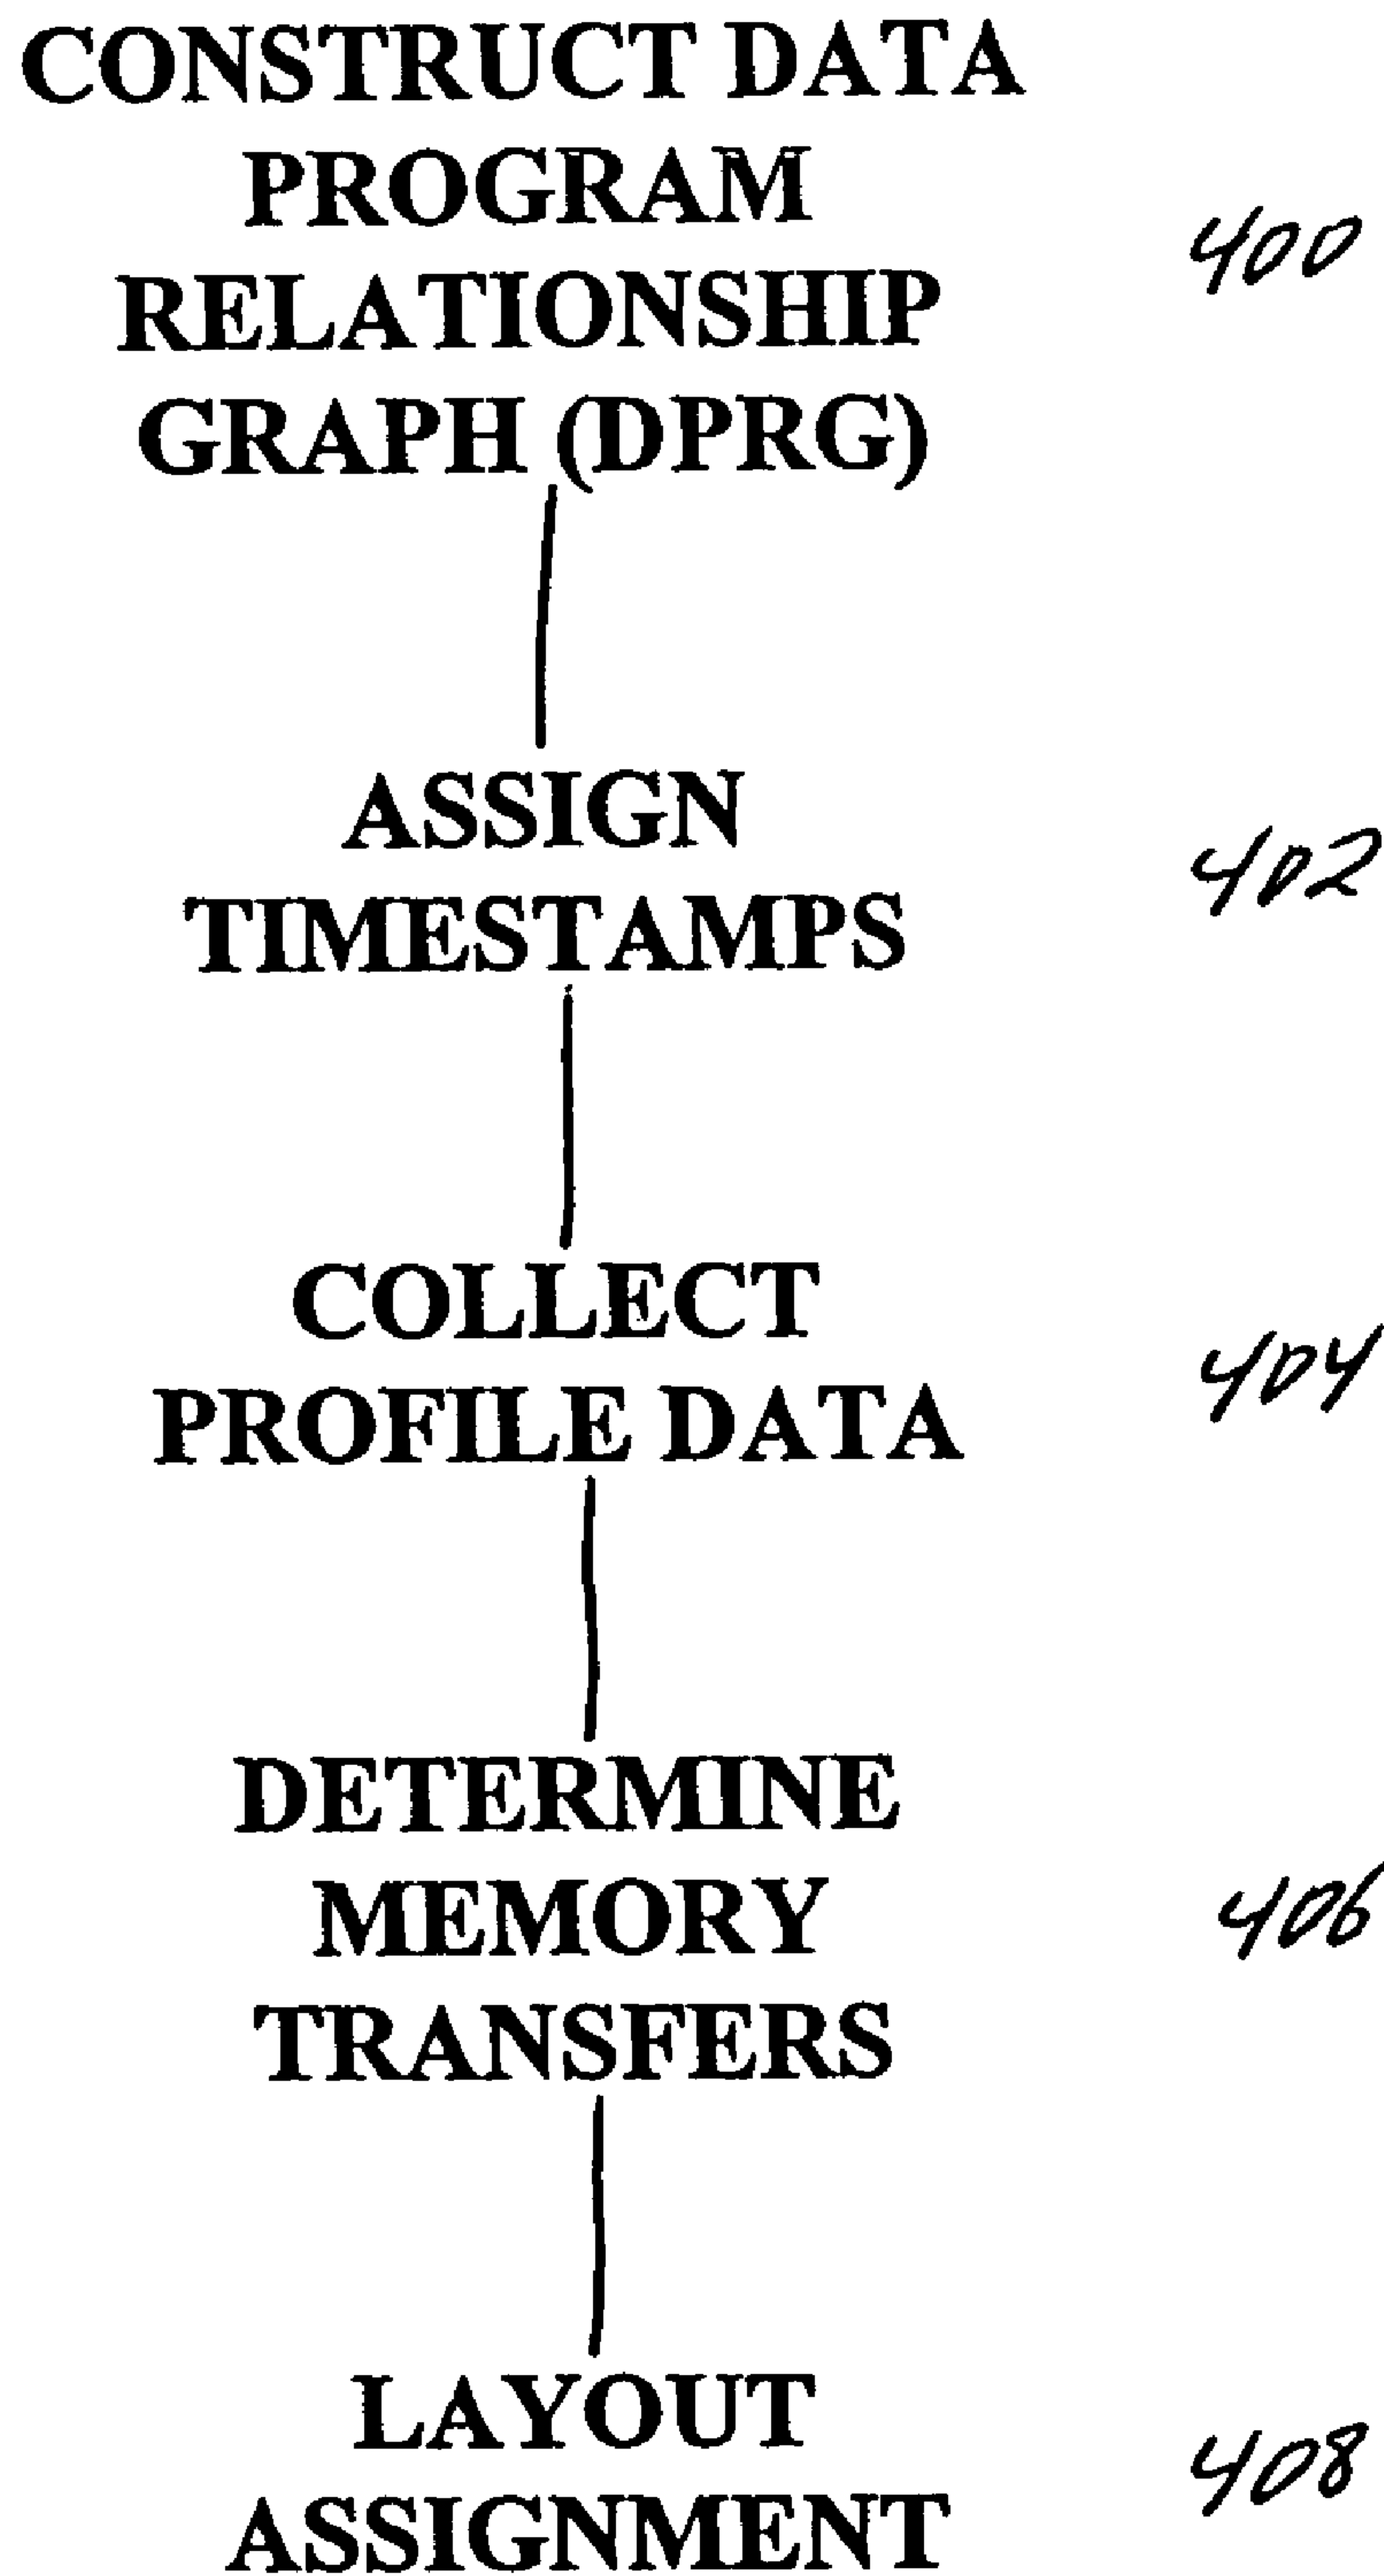 CONSTRUCT DATA
PROGRAM
RELATIONSHIP
GRAPH (DPRG)
400
ASSIGN
TIMESTAMPS
402
COLLECT
PROFILE DATA
404
DETERMINE
MEMORY
TRANSFERS
406
LAYOUT
ASSIGNMENT
408